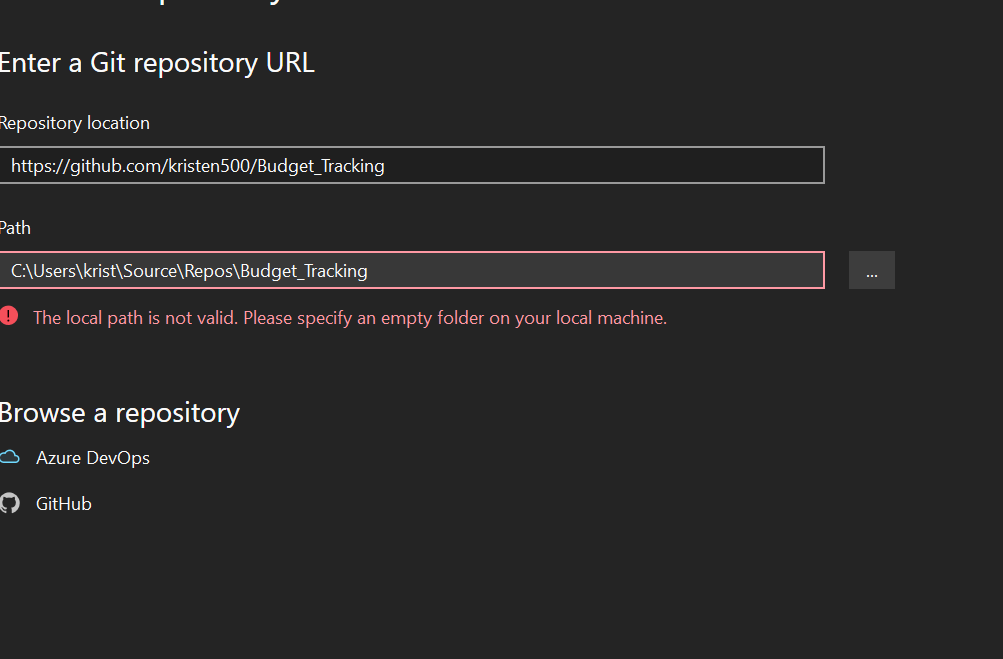 Enter a Git repository URL
Repository location
https://github.com/kristen500/Budget_Tracking
Path
C:\Users\krist\Source\Repos\Budget_Tracking
...
The local path is not valid. Please specify an empty folder on your local machine.
Browse a repository
Azure DevOps
GitHub